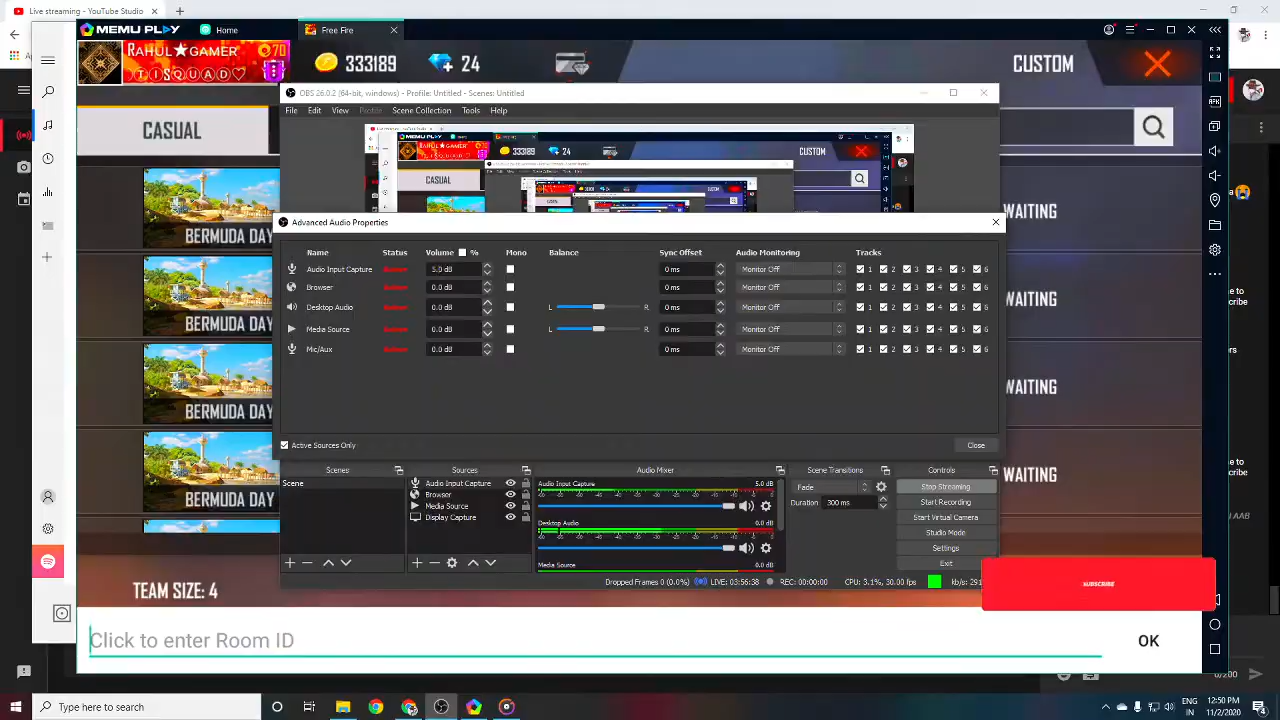 Live streaming - YouTube Studio
MEMU PLAY
Home
Free Fire
RAHUL★GAMER
70
TISQUAD♡
333189
24
CUSTOM
CASUAL
OBS 26.0.2 (64-bit, windows) - Profile: Untitled - Scenes: Untitled
File Edit View Profile Scene Collection Tools Help
333189
24
CUSTOM
CASUAL
BERMUDA DAY
WAITING
Advanced Audio Properties
Name Status Volume % Mono Balance Sync Offset Audio Monitoring Tracks
Audio Input Capture 5.0 dB 0 ms Monitor Off 1 2 3 4 5 6
Browser 0.0 dB 0 ms Monitor Off 1 2 3 4 5 6
Desktop Audio 0.0 dB L R 0 ms Monitor Off 1 2 3 4 5 6
Media Source 0.0 dB L R 0 ms Monitor Off 1 2 3 4 5 6
Mic/Aux 0.0 dB 0 ms Monitor Off 1 2 3 4 5 6
BERMUDA DAY
WAITING
BERMUDA DAY
WAITING
Active Sources Only
Close
BERMUDA DAY
WAITING
Scenes Sources Audio Mixer Scene Transitions Controls
Scene
Audio Input Capture
Browser
Media Source
Display Capture
Audio Input Capture 5.0 dB
Desktop Audio 0.0 dB
Media Source 0.0 dB
Fade
Duration 300 ms
Stop Streaming
Start Recording
Start Virtual Camera
Studio Mode
Settings
Exit
Dropped Frames 0 (0.0%) LIVE: 03:56:38 REC: 00:00:00 CPU: 3.1%, 30.00 fps kb/s: 291
SUBSCRIBE
TEAM SIZE: 4
Click to enter Room ID
OK
Type here to search
ENG
IN
12:50 PM
11/2/2020